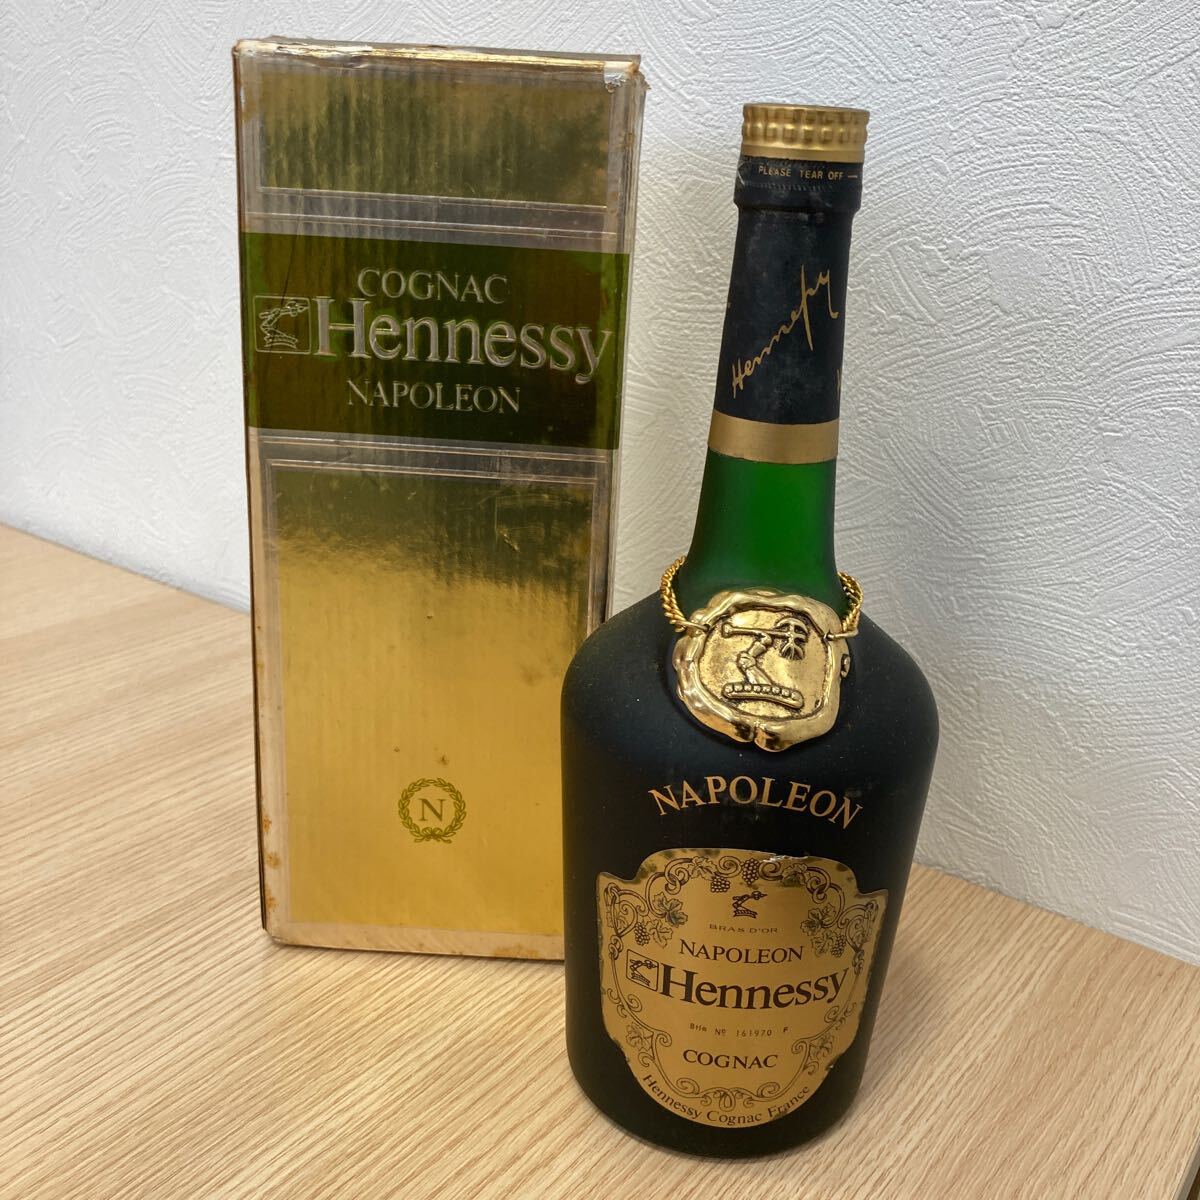 COGNAC
Hennessy
NAPOLEON
N
PLEASE TEAR OFF
Hennessy
NAPOLEON
BRAS D'OR
NAPOLEON
Hennessy
Btle Nº 161970 F
COGNAC
Hennessy Cognac France